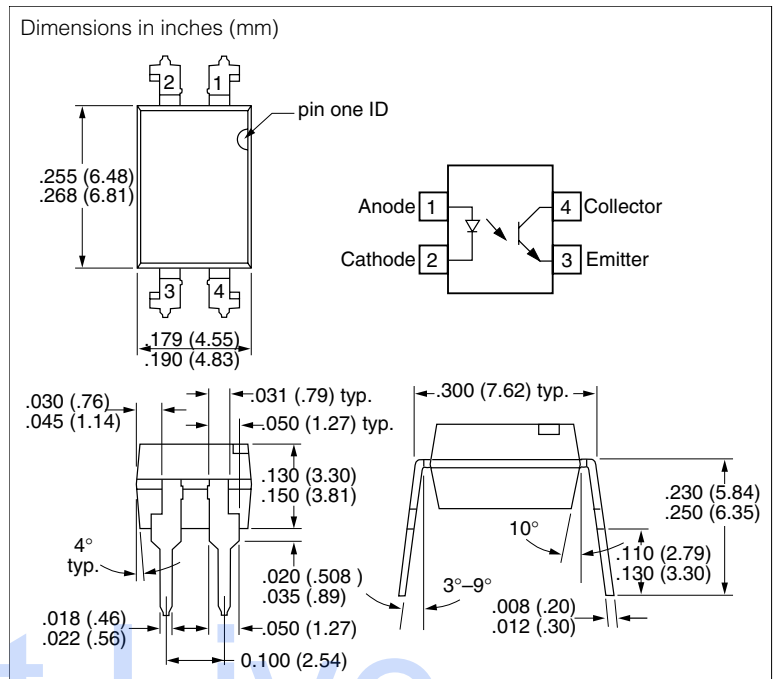 Dimensions in inches (mm)
2 1
pin one ID
.255 (6.48)
.268 (6.81)
3 4
.179 (4.55)
.190 (4.83)
Anode 1
Cathode 2
4 Collector
3 Emitter
.030 (.76)
.045 (1.14)
.031 (.79) typ.
.050 (1.27) typ.
.130 (3.30)
.150 (3.81)
4°
typ.
.020 (.508 )
.035 (.89)
.018 (.46)
.022 (.56)
.050 (1.27)
0.100 (2.54)
.300 (7.62) typ.
.230 (5.84)
.250 (6.35)
10°
.110 (2.79)
.130 (3.30)
3°–9°
.008 (.20)
.012 (.30)